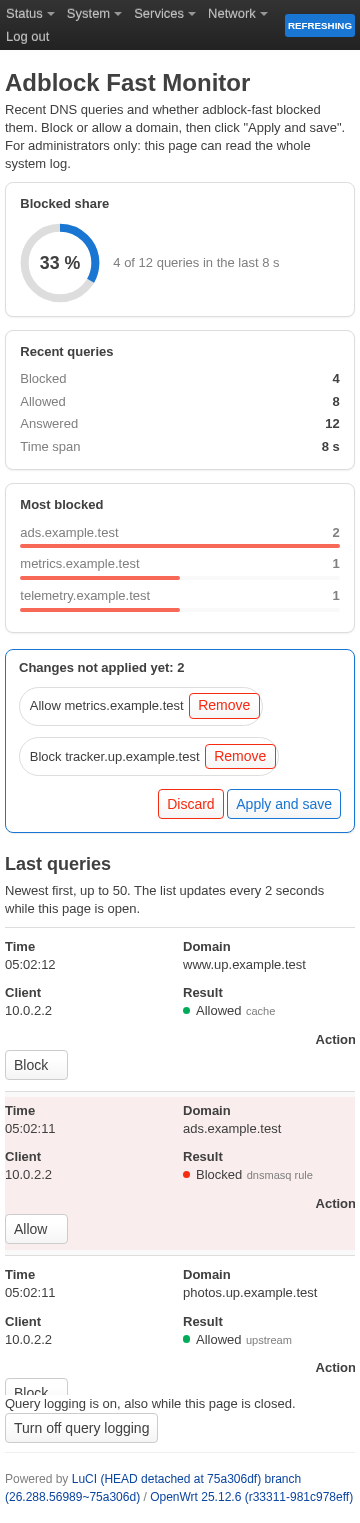 Status System Services Network
REFRESHING
Log out
Adblock Fast Monitor
Recent DNS queries and whether adblock-fast blocked
them. Block or allow a domain, then click "Apply and save".
For administrators only: this page can read the whole
system log.
Blocked share
33 %
4 of 12 queries in the last 8 s
Recent queries
Blocked 4
Allowed 8
Answered 12
Time span 8 s
Most blocked
ads.example.test 2
metrics.example.test 1
telemetry.example.test 1
Changes not applied yet: 2
Allow metrics.example.test Remove
Block tracker.up.example.test Remove
Discard Apply and save
Last queries
Newest first, up to 50. The list updates every 2 seconds
while this page is open.
Time Domain
05:02:12 www.up.example.test
Client Result
10.0.2.2 Allowed cache
Action
Block
Time Domain
05:02:11 ads.example.test
Client Result
10.0.2.2 Blocked dnsmasq rule
Action
Allow
Time Domain
05:02:11 photos.up.example.test
Client Result
10.0.2.2 Allowed upstream
Action
Block
Query logging is on, also while this page is closed.
Turn off query logging
Powered by LuCI (HEAD detached at 75a306df) branch
(26.288.56989~75a306d) / OpenWrt 25.12.6 (r33311-981c978eff)